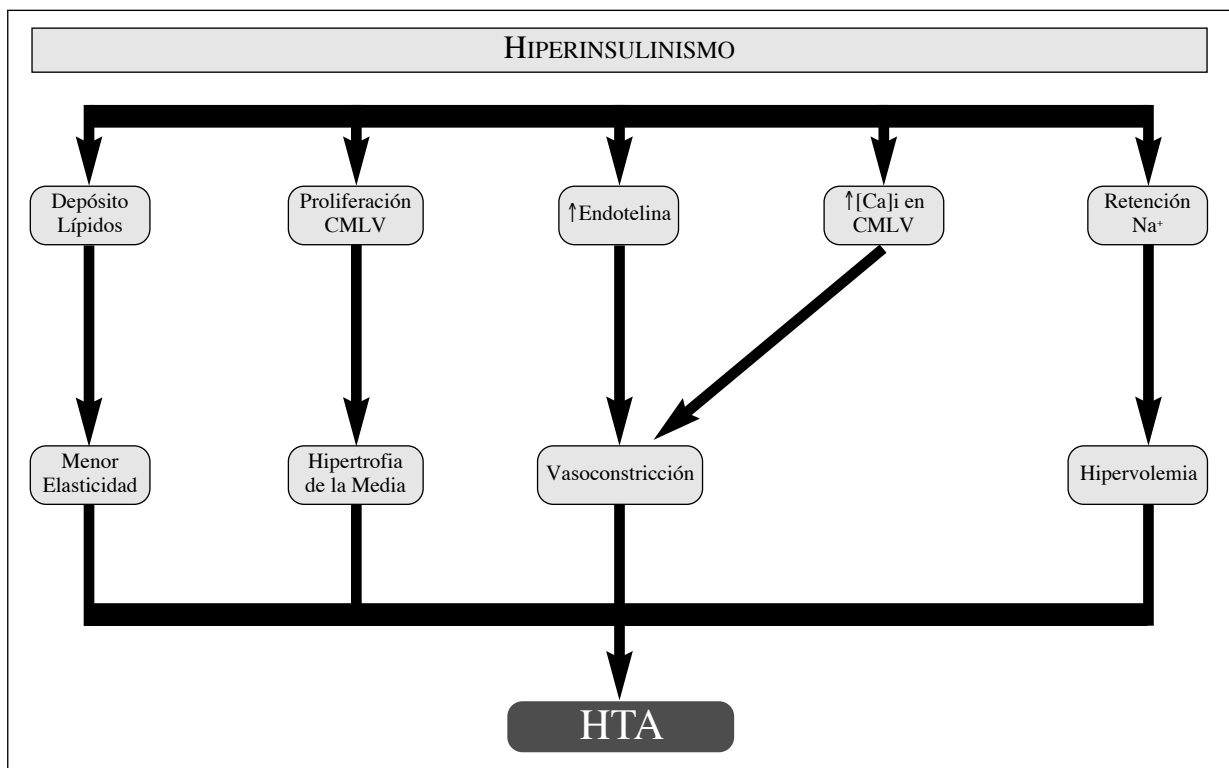 HIPERINSULINISMO
Depósito
Lípidos
Proliferación
CMLV
↑Endotelina
↑[Ca]i en
CMLV
Retención
Na⁺
Menor
Elasticidad
Hipertrofia
de la Media
Vasoconstricción
Hipervolemia
HTA